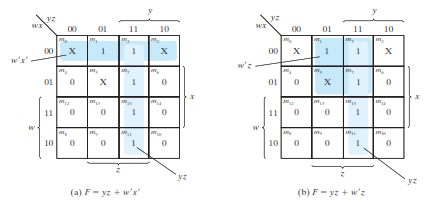 yz
wx
y
00 01 11 10
w'x'
00
m₀ X
m₁ 1
m₃ 1
m₂ X
01
m₄ 0
m₅ X
m₇ 1
m₆ 0
x
w
11
m₁₂ 0
m₁₃ 0
m₁₅ 1
m₁₄ 0
10
m₈ 0
m₉ 0
m₁₁ 1
m₁₀ 0
z
yz
(a) F = yz + w'x'
yz
wx
y
00 01 11 10
w'z
00
m₀ X
m₁ 1
m₃ 1
m₂ X
01
m₄ 0
m₅ X
m₇ 1
m₆ 0
x
w
11
m₁₂ 0
m₁₃ 0
m₁₅ 1
m₁₄ 0
10
m₈ 0
m₉ 0
m₁₁ 1
m₁₀ 0
z
yz
(b) F = yz + w'z